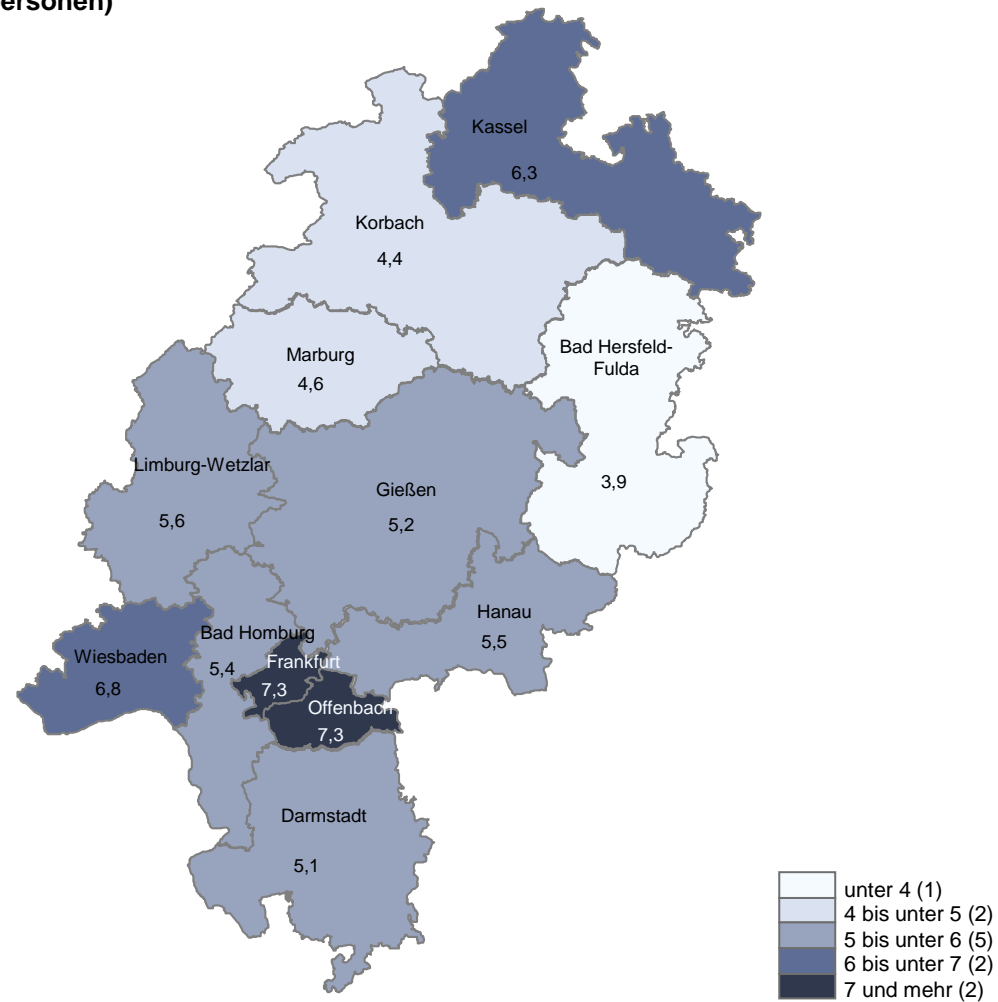 ersonen)
Kassel
6,3
Korbach
4,4
Bad Hersfeld-
Fulda
3,9
Marburg
4,6
Limburg-Wetzlar
5,6
Gießen
5,2
Hanau
5,5
Bad Homburg
5,4
Wiesbaden
6,8
Frankfurt
7,3
Offenbach
7,3
Darmstadt
5,1
unter 4 (1)
4 bis unter 5 (2)
5 bis unter 6 (5)
6 bis unter 7 (2)
7 und mehr (2)